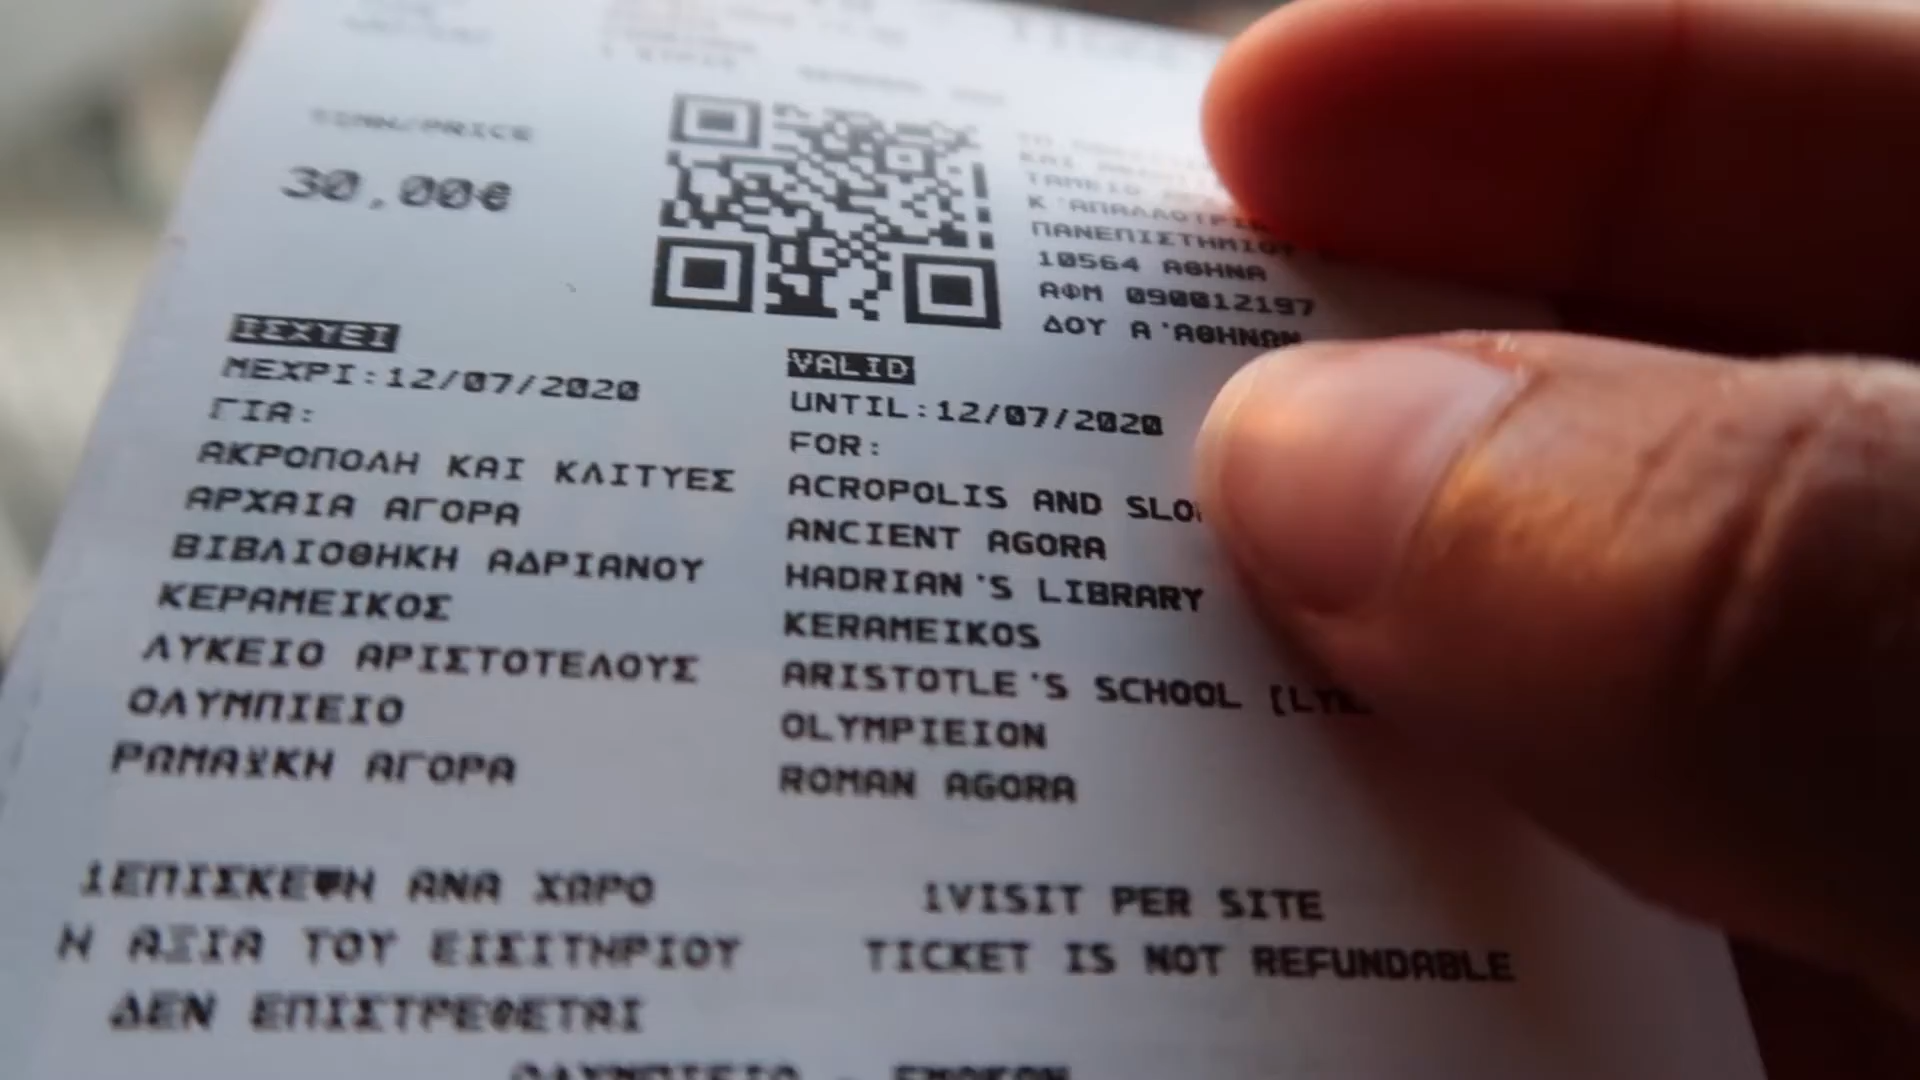 ΤΙΜΗ/PRICE
30,00€
10564 ΑΘΗΝΑ
ΑΦΜ 090012197
ΔΟΥ Α'ΑΘΗΝΩΝ
ΙΣΧΥΕΙ
ΜΕΧΡΙ:12/07/2020
ΓΙΑ:
ΑΚΡΟΠΟΛΗ ΚΑΙ ΚΛΙΤΥΕΣ
ΑΡΧΑΙΑ ΑΓΟΡΑ
ΒΙΒΛΙΟΘΗΚΗ ΑΔΡΙΑΝΟΥ
ΚΕΡΑΜΕΙΚΟΣ
ΛΥΚΕΙΟ ΑΡΙΣΤΟΤΕΛΟΥΣ
ΟΛΥΜΠΙΕΙΟ
ΡΩΜΑΪΚΗ ΑΓΟΡΑ
VALID
UNTIL:12/07/2020
FOR:
ACROPOLIS AND
ANCIENT AGORA
HADRIAN'S LIBRARY
KERAMEIKOS
ARISTOTLE'S SCHOOL
OLYMPIEION
ROMAN AGORA
1ΕΠΙΣΚΕΨΗ ΑΝΑ ΧΩΡΟ
Η ΑΞΙΑ ΤΟΥ ΕΙΣΙΤΗΡΙΟΥ
ΔΕΝ ΕΠΙΣΤΡΕΦΕΤΑΙ
1VISIT PER SITE
TICKET IS NOT REFUNDABLE